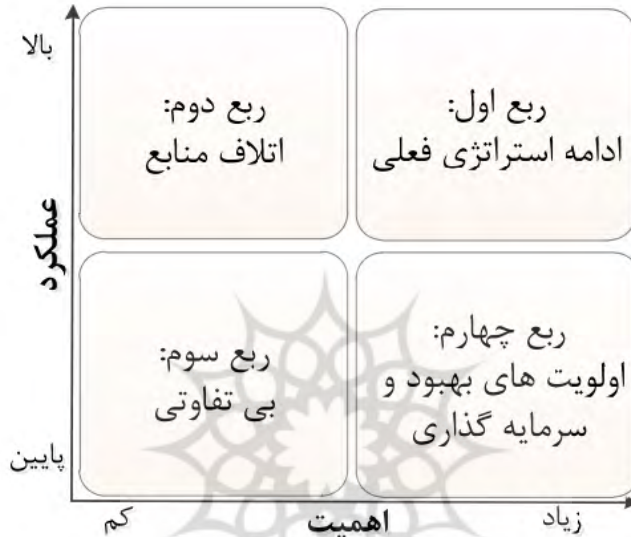 بالا
ربع اول:
ادامه استراتژی فعلی
ربع دوم:
اتلاف منابع
عملکرد
ربع چهارم:
اولویت های بهبود و
سرمایه گذاری
ربع سوم:
بی تفاوتی
پایین
زیاد
اهمیت
کم